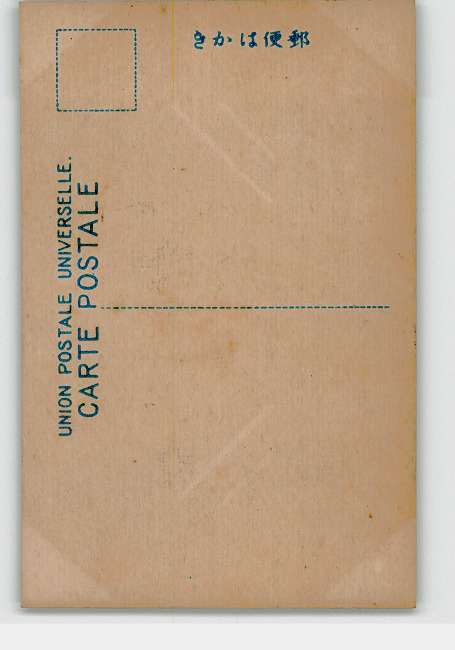 郵便はかき
UNION POSTALE UNIVERSELLE.
CARTE POSTALE